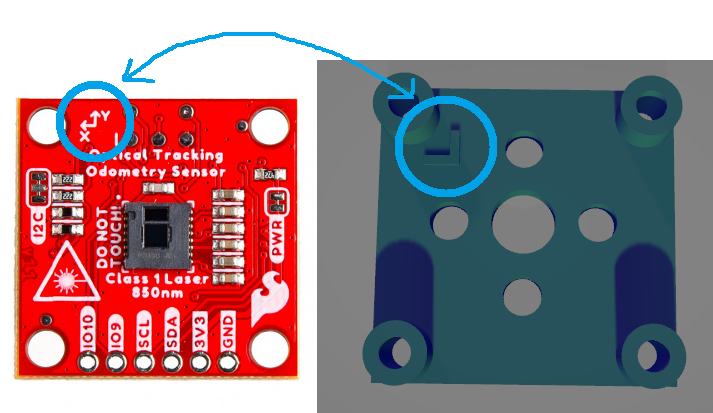 Y
X
Optical Tracking
Odometry Sensor
I2C
DO NOT
TOUCH!
PWR
Class 1 Laser
850nm
IO10
IO9
SCL
SDA
3V3
GND